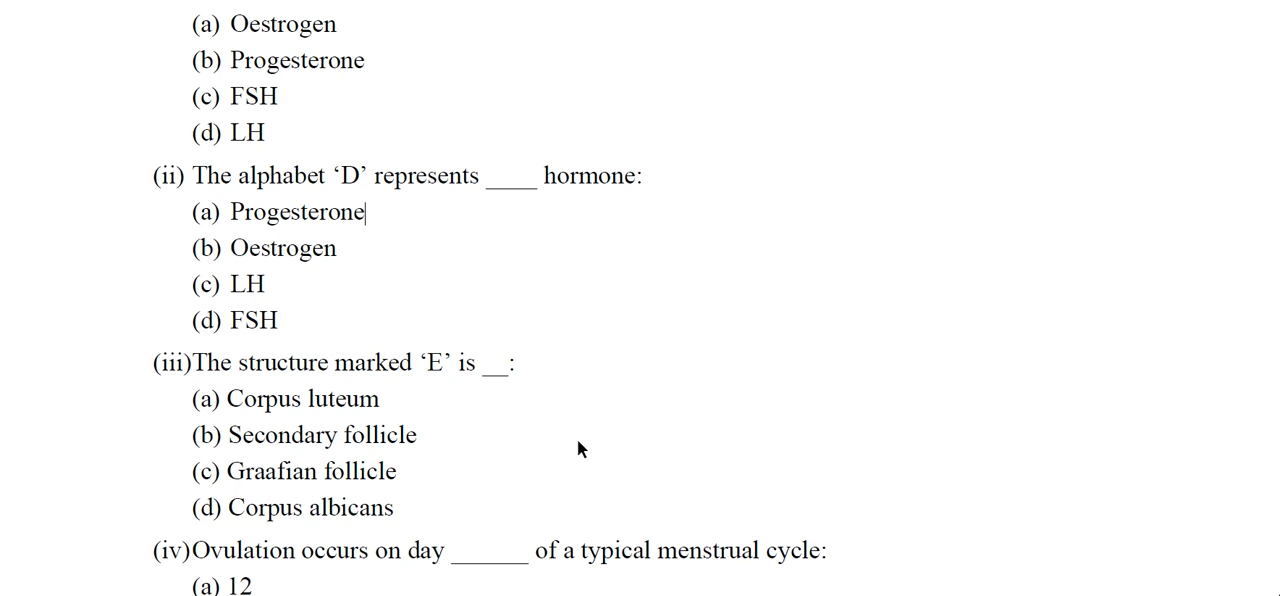 (a) Oestrogen
(b) Progesterone
(c) FSH
(d) LH
(ii) The alphabet ‘D’ represents ____ hormone:
(a) Progesterone
(b) Oestrogen
(c) LH
(d) FSH
(iii)The structure marked ‘E’ is __:
(a) Corpus luteum
(b) Secondary follicle
(c) Graafian follicle
(d) Corpus albicans
(iv)Ovulation occurs on day ______ of a typical menstrual cycle:
(a) 12